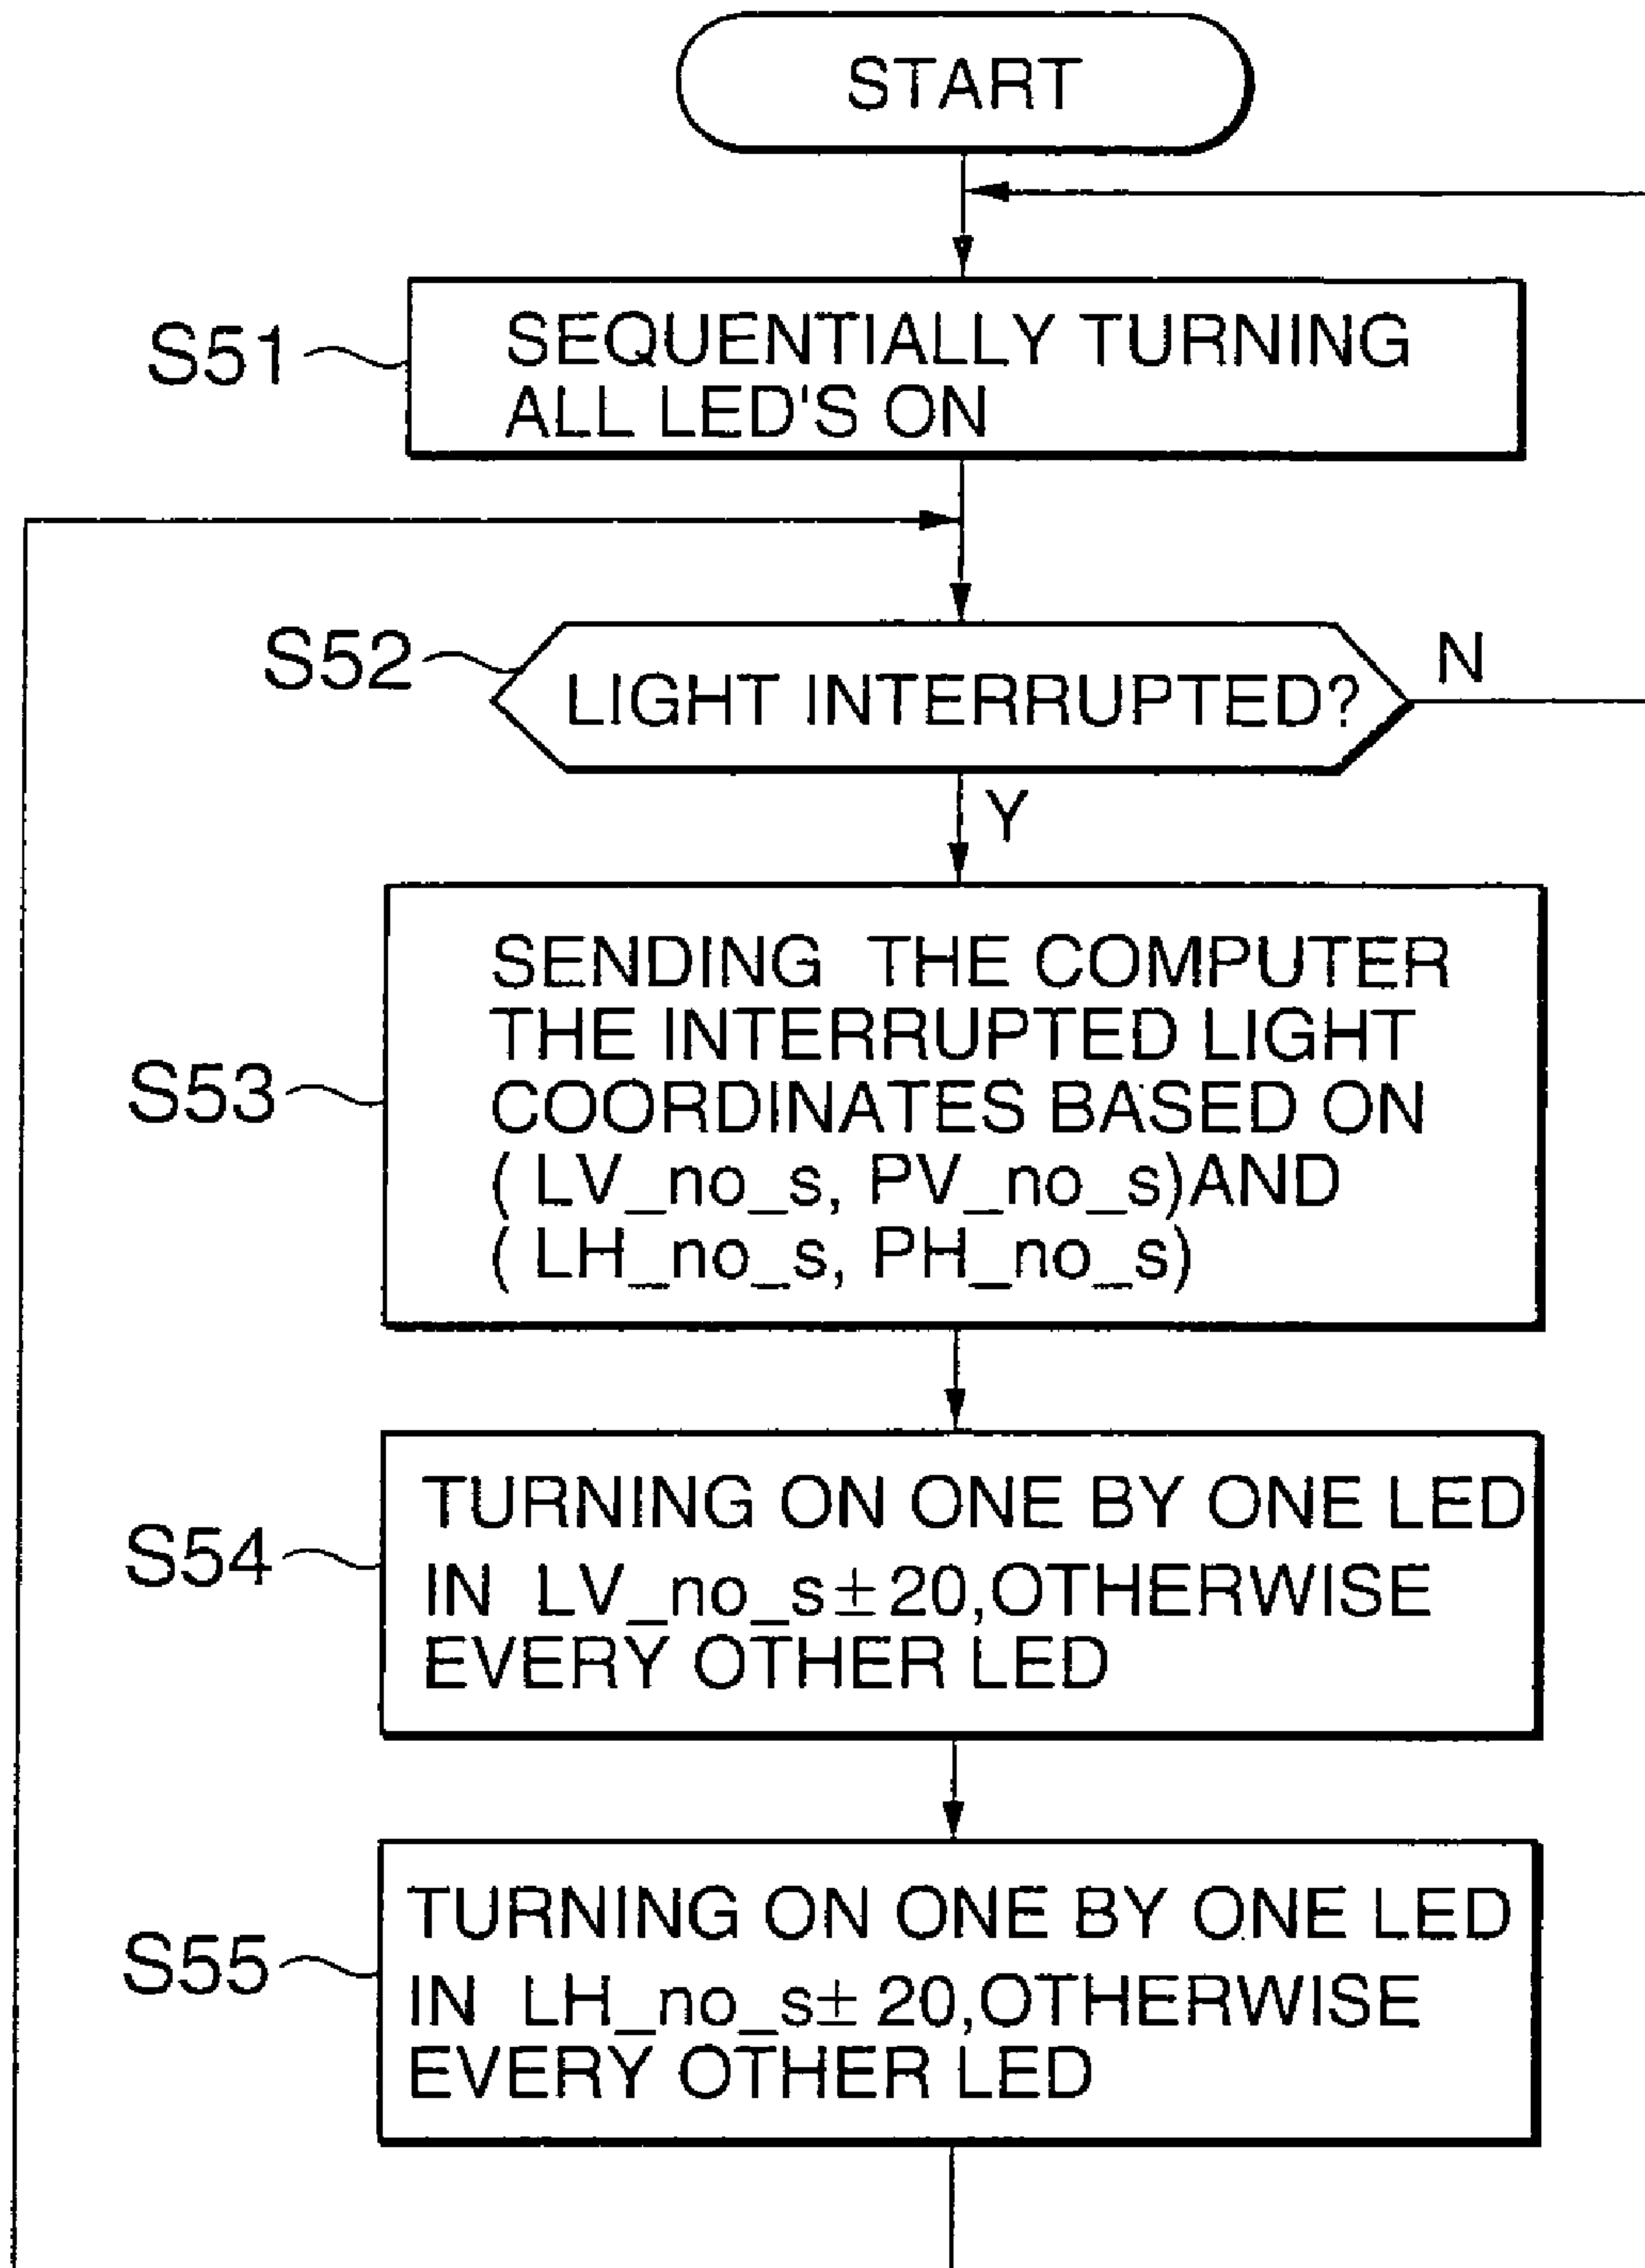 START
S51
SEQUENTIALLY TURNING
ALL LED'S ON
S52
LIGHT INTERRUPTED?
N
Y
S53
SENDING THE COMPUTER
THE INTERRUPTED LIGHT
COORDINATES BASED ON
( LV_no_s, PV_no_s)AND
( LH_no_s, PH_no_s)
S54
TURNING ON ONE BY ONE LED
IN LV_no_s±20,OTHERWISE
EVERY OTHER LED
S55
TURNING ON ONE BY ONE LED
IN LH_no_s± 20,OTHERWISE
EVERY OTHER LED